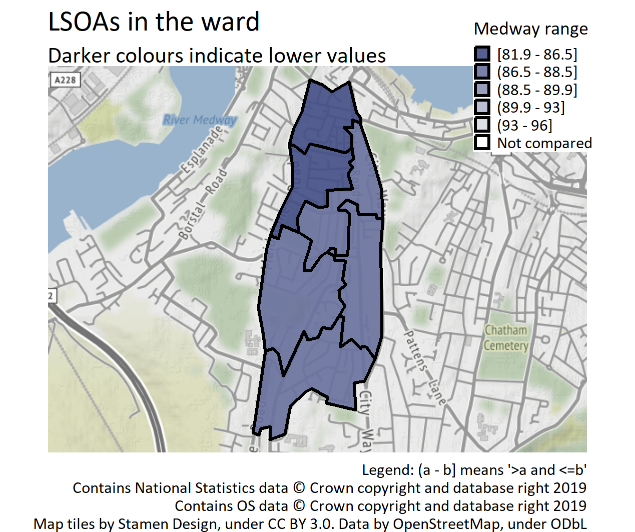 LSOAs in the ward
Darker colours indicate lower values
Medway range
[81.9 - 86.5]
(86.5 - 88.5]
(88.5 - 89.9]
(89.9 - 93]
(93 - 96]
Not compared
A228
River Medway
Esplanade
Borstal - Road
2
Chatham
Cemetery
Pattens - Lane
City - Way
Legend: (a - b] means '>a and <=b'
Contains National Statistics data © Crown copyright and database right 2019
Contains OS data © Crown copyright and database right 2019
Map tiles by Stamen Design, under CC BY 3.0. Data by OpenStreetMap, under ODbL